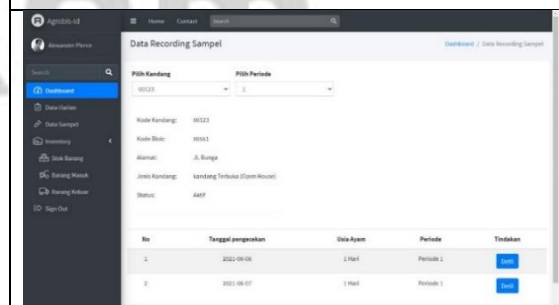 Agrobis-Id
Home Contact Search
Alexander Pierce
Data Recording Sampel
Dashboard / Data Recording Sampel
Search
Dashboard
Data Harian
Data Sampel
Inventory
Stok Barang
Barang Masuk
Barang Keluar
Sign Out
Pilih Kandang Pilih Periode
00123 1
Kode Kandang: 00123
Kode Blok:
Alamat: Jl. Bunga
Jenis Kandang: kandang Terbuka (Open House)
Status: Aktif
No Tanggal pengecekan Usia Ayam Periode Tindakan
1 2021-06-06 1 Hari Periode 1 Detil
2 2021-06-07 1 Hari Periode 1 Detil